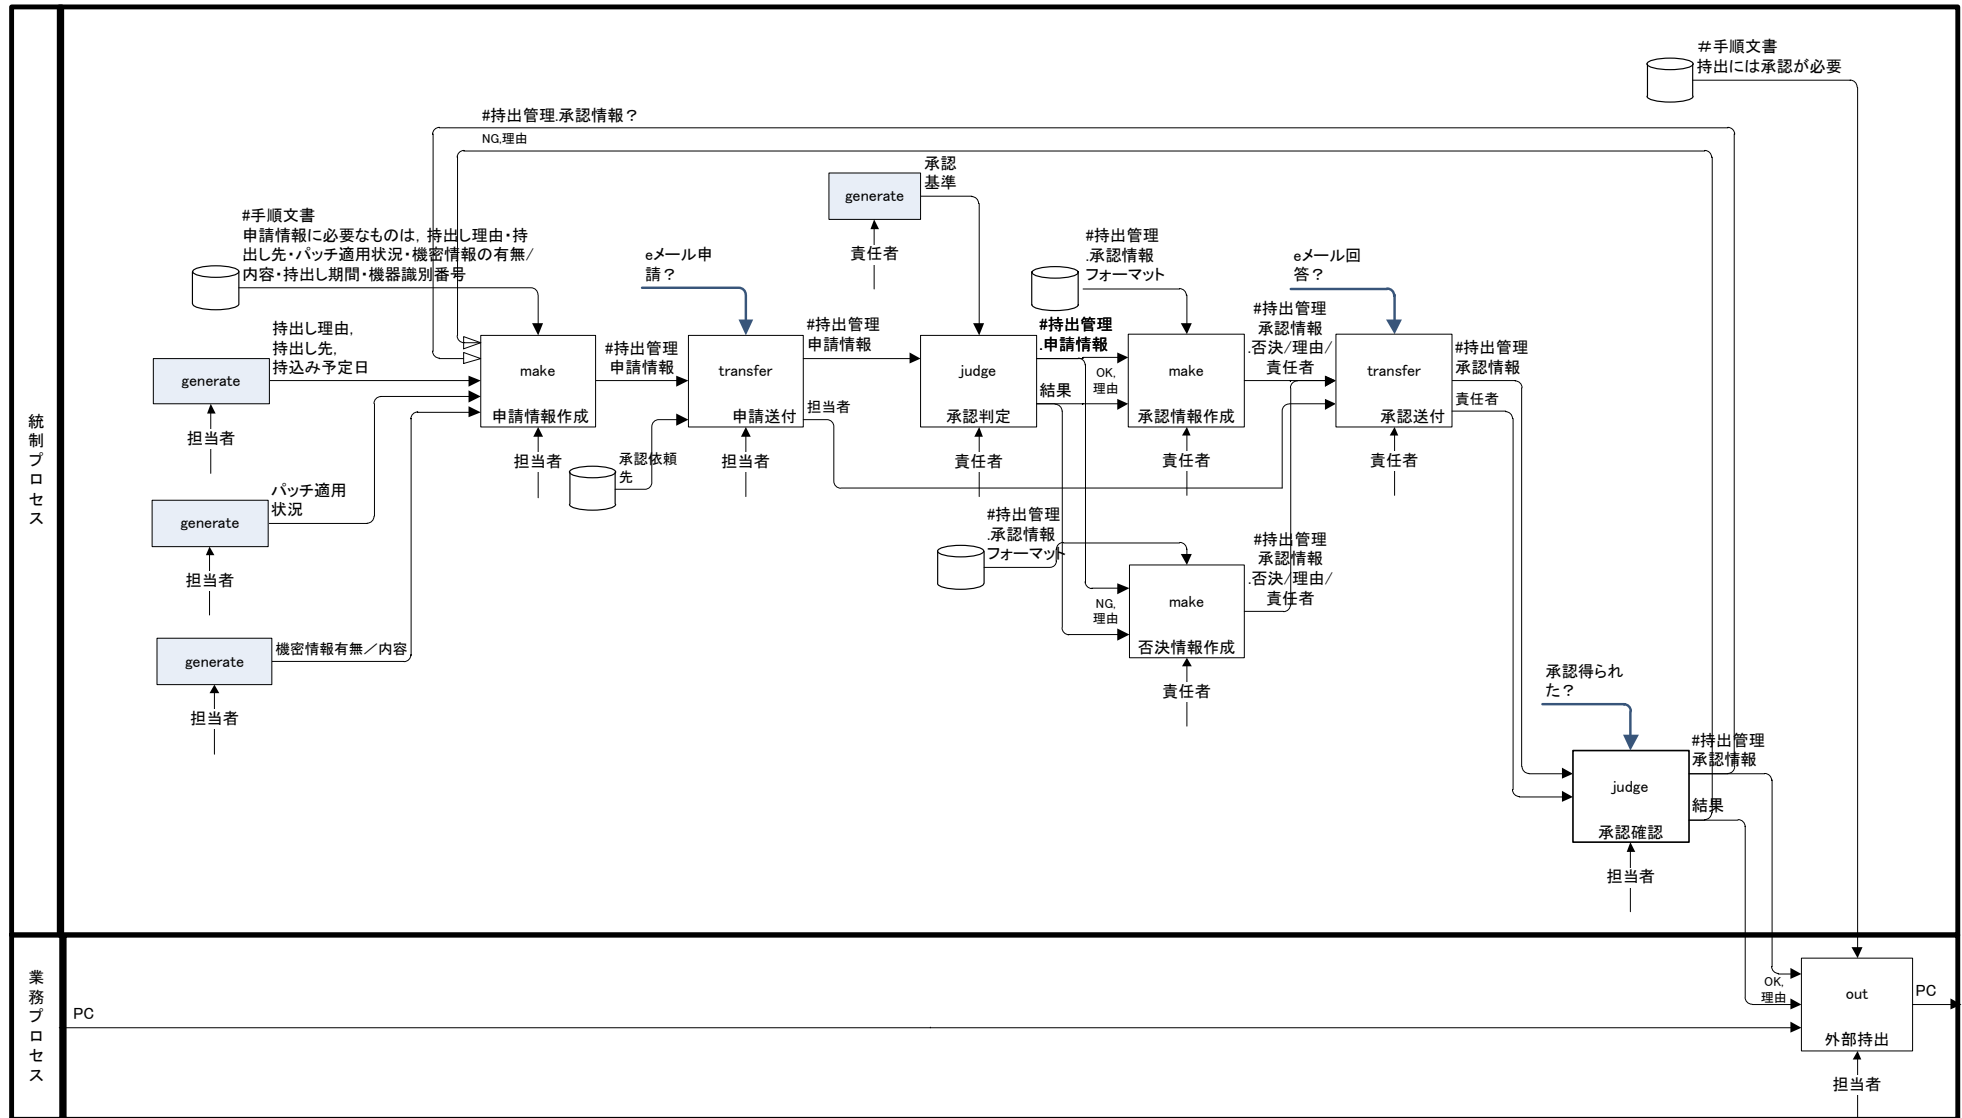 統制プロセス
＃手順文書
持出には承認が必要
#持出管理.承認情報？
NG,理由
承認
基準
generate
責任者
#手順文書
申請情報に必要なものは，持出し理由・持
出し先・パッチ適用状況・機密情報の有無/
内容・持出し期間・機器識別番号
eメール申
請？
#持出管理
.承認情報
フォーマット
eメール回
答？
持出し理由,
持出し先,
持込み予定日
generate
担当者
make
申請情報作成
担当者
#持出管理
申請情報
transfer
申請送付
担当者
承認依頼
先
#持出管理
申請情報
担当者
judge
承認判定
責任者
#持出管理
.申請情報
結果
OK,
理由
make
承認情報作成
責任者
#持出管理
承認情報
.否決/理由/
責任者
transfer
承認送付
責任者
#持出管理
承認情報
責任者
パッチ適用
状況
generate
担当者
#持出管理
.承認情報
フォーマット
NG,
理由
make
否決情報作成
責任者
#持出管理
承認情報
.否決/理由/
責任者
機密情報有無／内容
generate
担当者
承認得られ
た？
judge
承認確認
担当者
#持出管理
承認情報
結果
業務プロセス
PC
OK,
理由
out
外部持出
担当者
PC